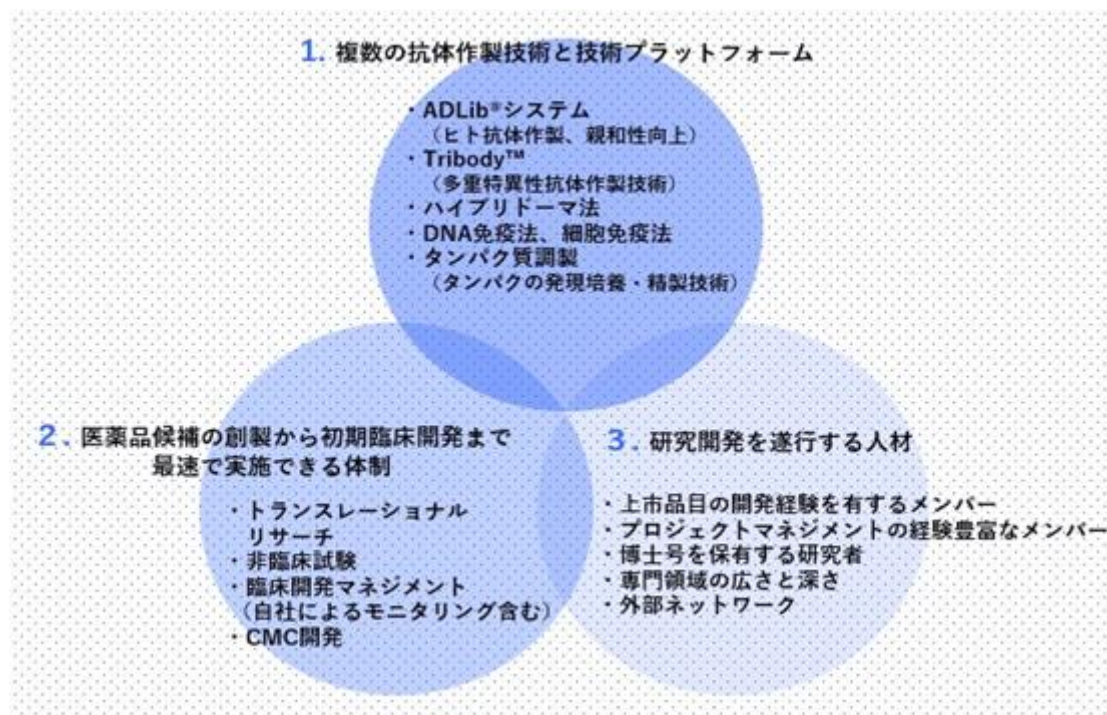 1. 複数の抗体作製技術と技術プラットフォーム
・ADLib®システム
（ヒト抗体作製、親和性向上）
・Tribody™
（多重特異性抗体作製技術）
・ハイブリドーマ法
・DNA免疫法、細胞免疫法
・タンパク質調製
（タンパクの発現培養・精製技術）
2. 医薬品候補の創製から初期臨床開発まで
最速で実施できる体制
・トランスレーショナル
リサーチ
・非臨床試験
・臨床開発マネジメント
（自社によるモニタリング含む）
・CMC開発
3. 研究開発を遂行する人材
・上市品目の開発経験を有するメンバー
・プロジェクトマネジメントの経験豊富なメンバー
・博士号を保有する研究者
・専門領域の広さと深さ
・外部ネットワーク